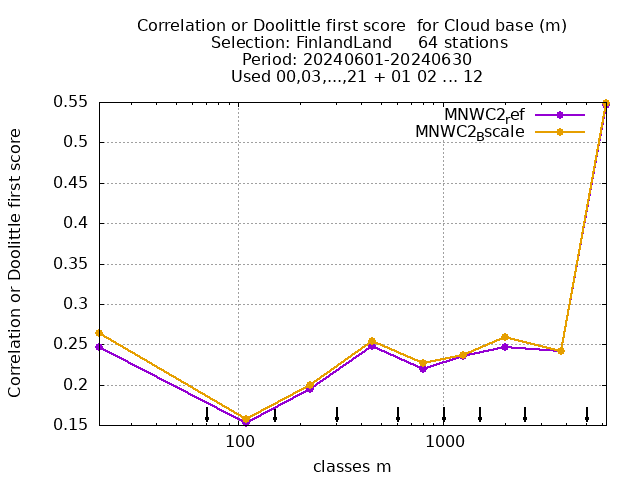 Correlation or Doolittle first score  for Cloud base (m)
Selection: FinlandLand     64 stations
Period: 20240601-20240630
Used 00,03,...,21 + 01 02 ... 12
MNWC2ref
MNWC2Bscale
Correlation or Doolittle first score
0.55
0.5
0.45
0.4
0.35
0.3
0.25
0.2
0.15
100
1000
classes m